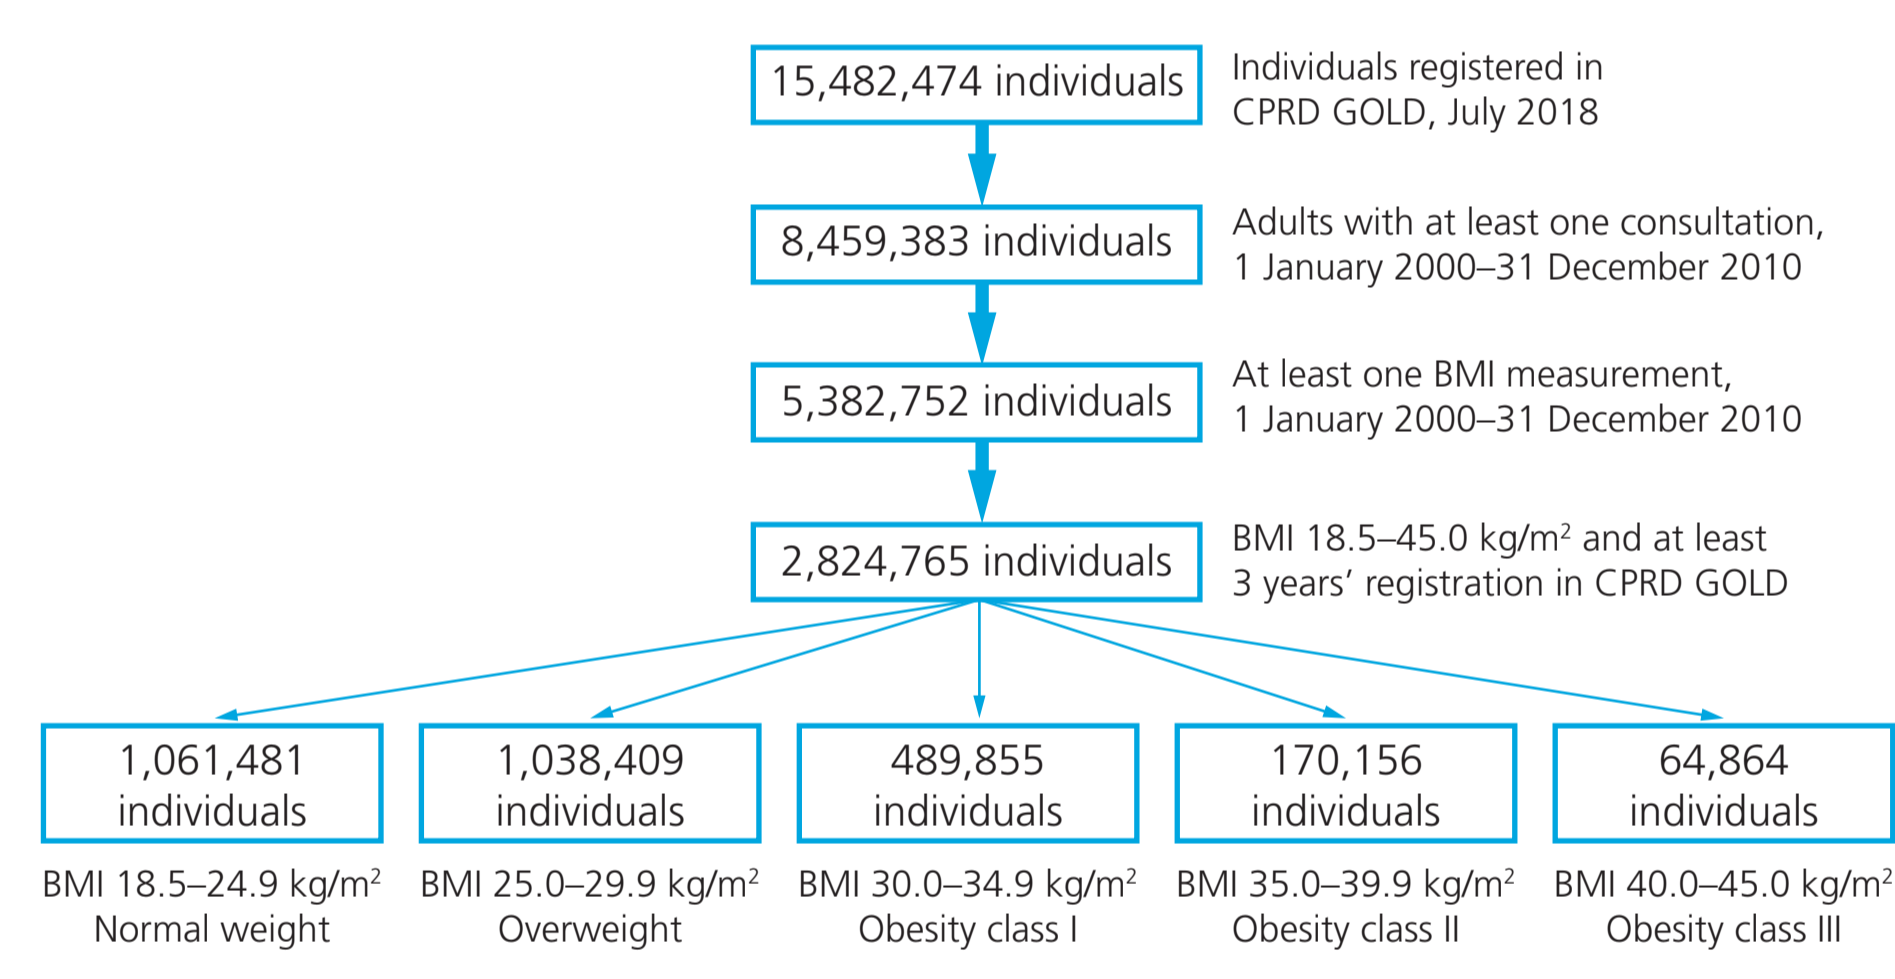 15,482,474 individuals
Individuals registered in
CPRD GOLD, July 2018
8,459,383 individuals
Adults with at least one consultation,
1 January 2000–31 December 2010
5,382,752 individuals
At least one BMI measurement,
1 January 2000–31 December 2010
2,824,765 individuals
BMI 18.5–45.0 kg/m² and at least
3 years’ registration in CPRD GOLD
1,061,481
individuals
BMI 18.5–24.9 kg/m²
Normal weight
1,038,409
individuals
BMI 25.0–29.9 kg/m²
Overweight
489,855
individuals
BMI 30.0–34.9 kg/m²
Obesity class I
170,156
individuals
BMI 35.0–39.9 kg/m²
Obesity class II
64,864
individuals
BMI 40.0–45.0 kg/m²
Obesity class III